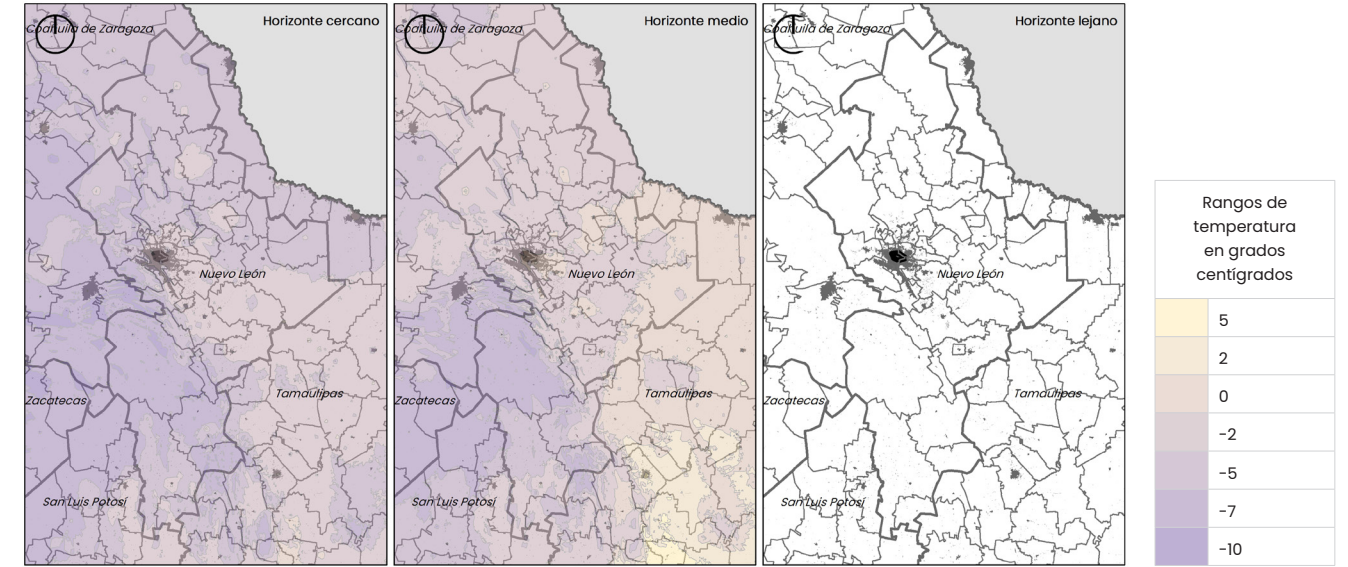 Horizonte cercano
Coahuila de Zaragoza
Nuevo León
Tamaulipas
Zacatecas
San Luis Potosí
Horizonte medio
Coahuila de Zaragoza
Nuevo León
Tamaulipas
Zacatecas
San Luis Potosí
Horizonte lejano
Coahuila de Zaragoza
Nuevo León
Tamaulipas
Zacatecas
San Luis Potosí
Rangos de
temperatura
en grados
centígrados
5
2
0
-2
-5
-7
-10